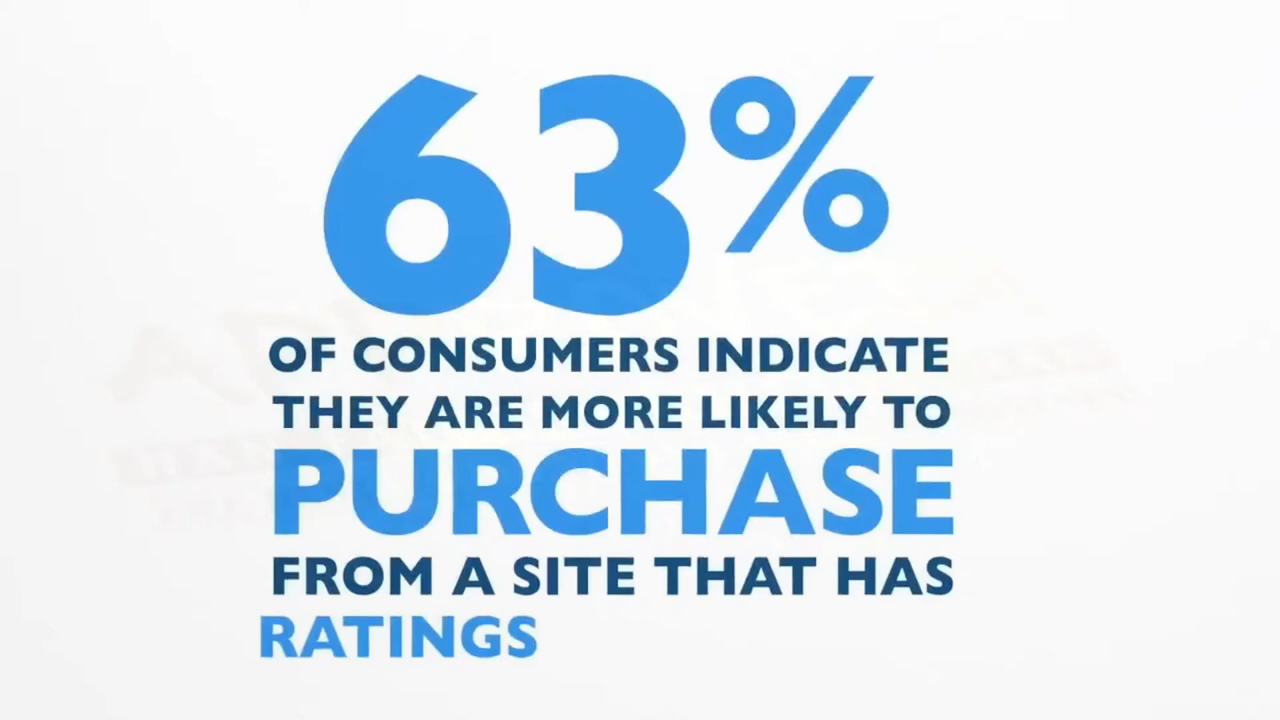 63%
OF CONSUMERS INDICATE
THEY ARE MORE LIKELY TO
PURCHASE
FROM A SITE THAT HAS
RATINGS